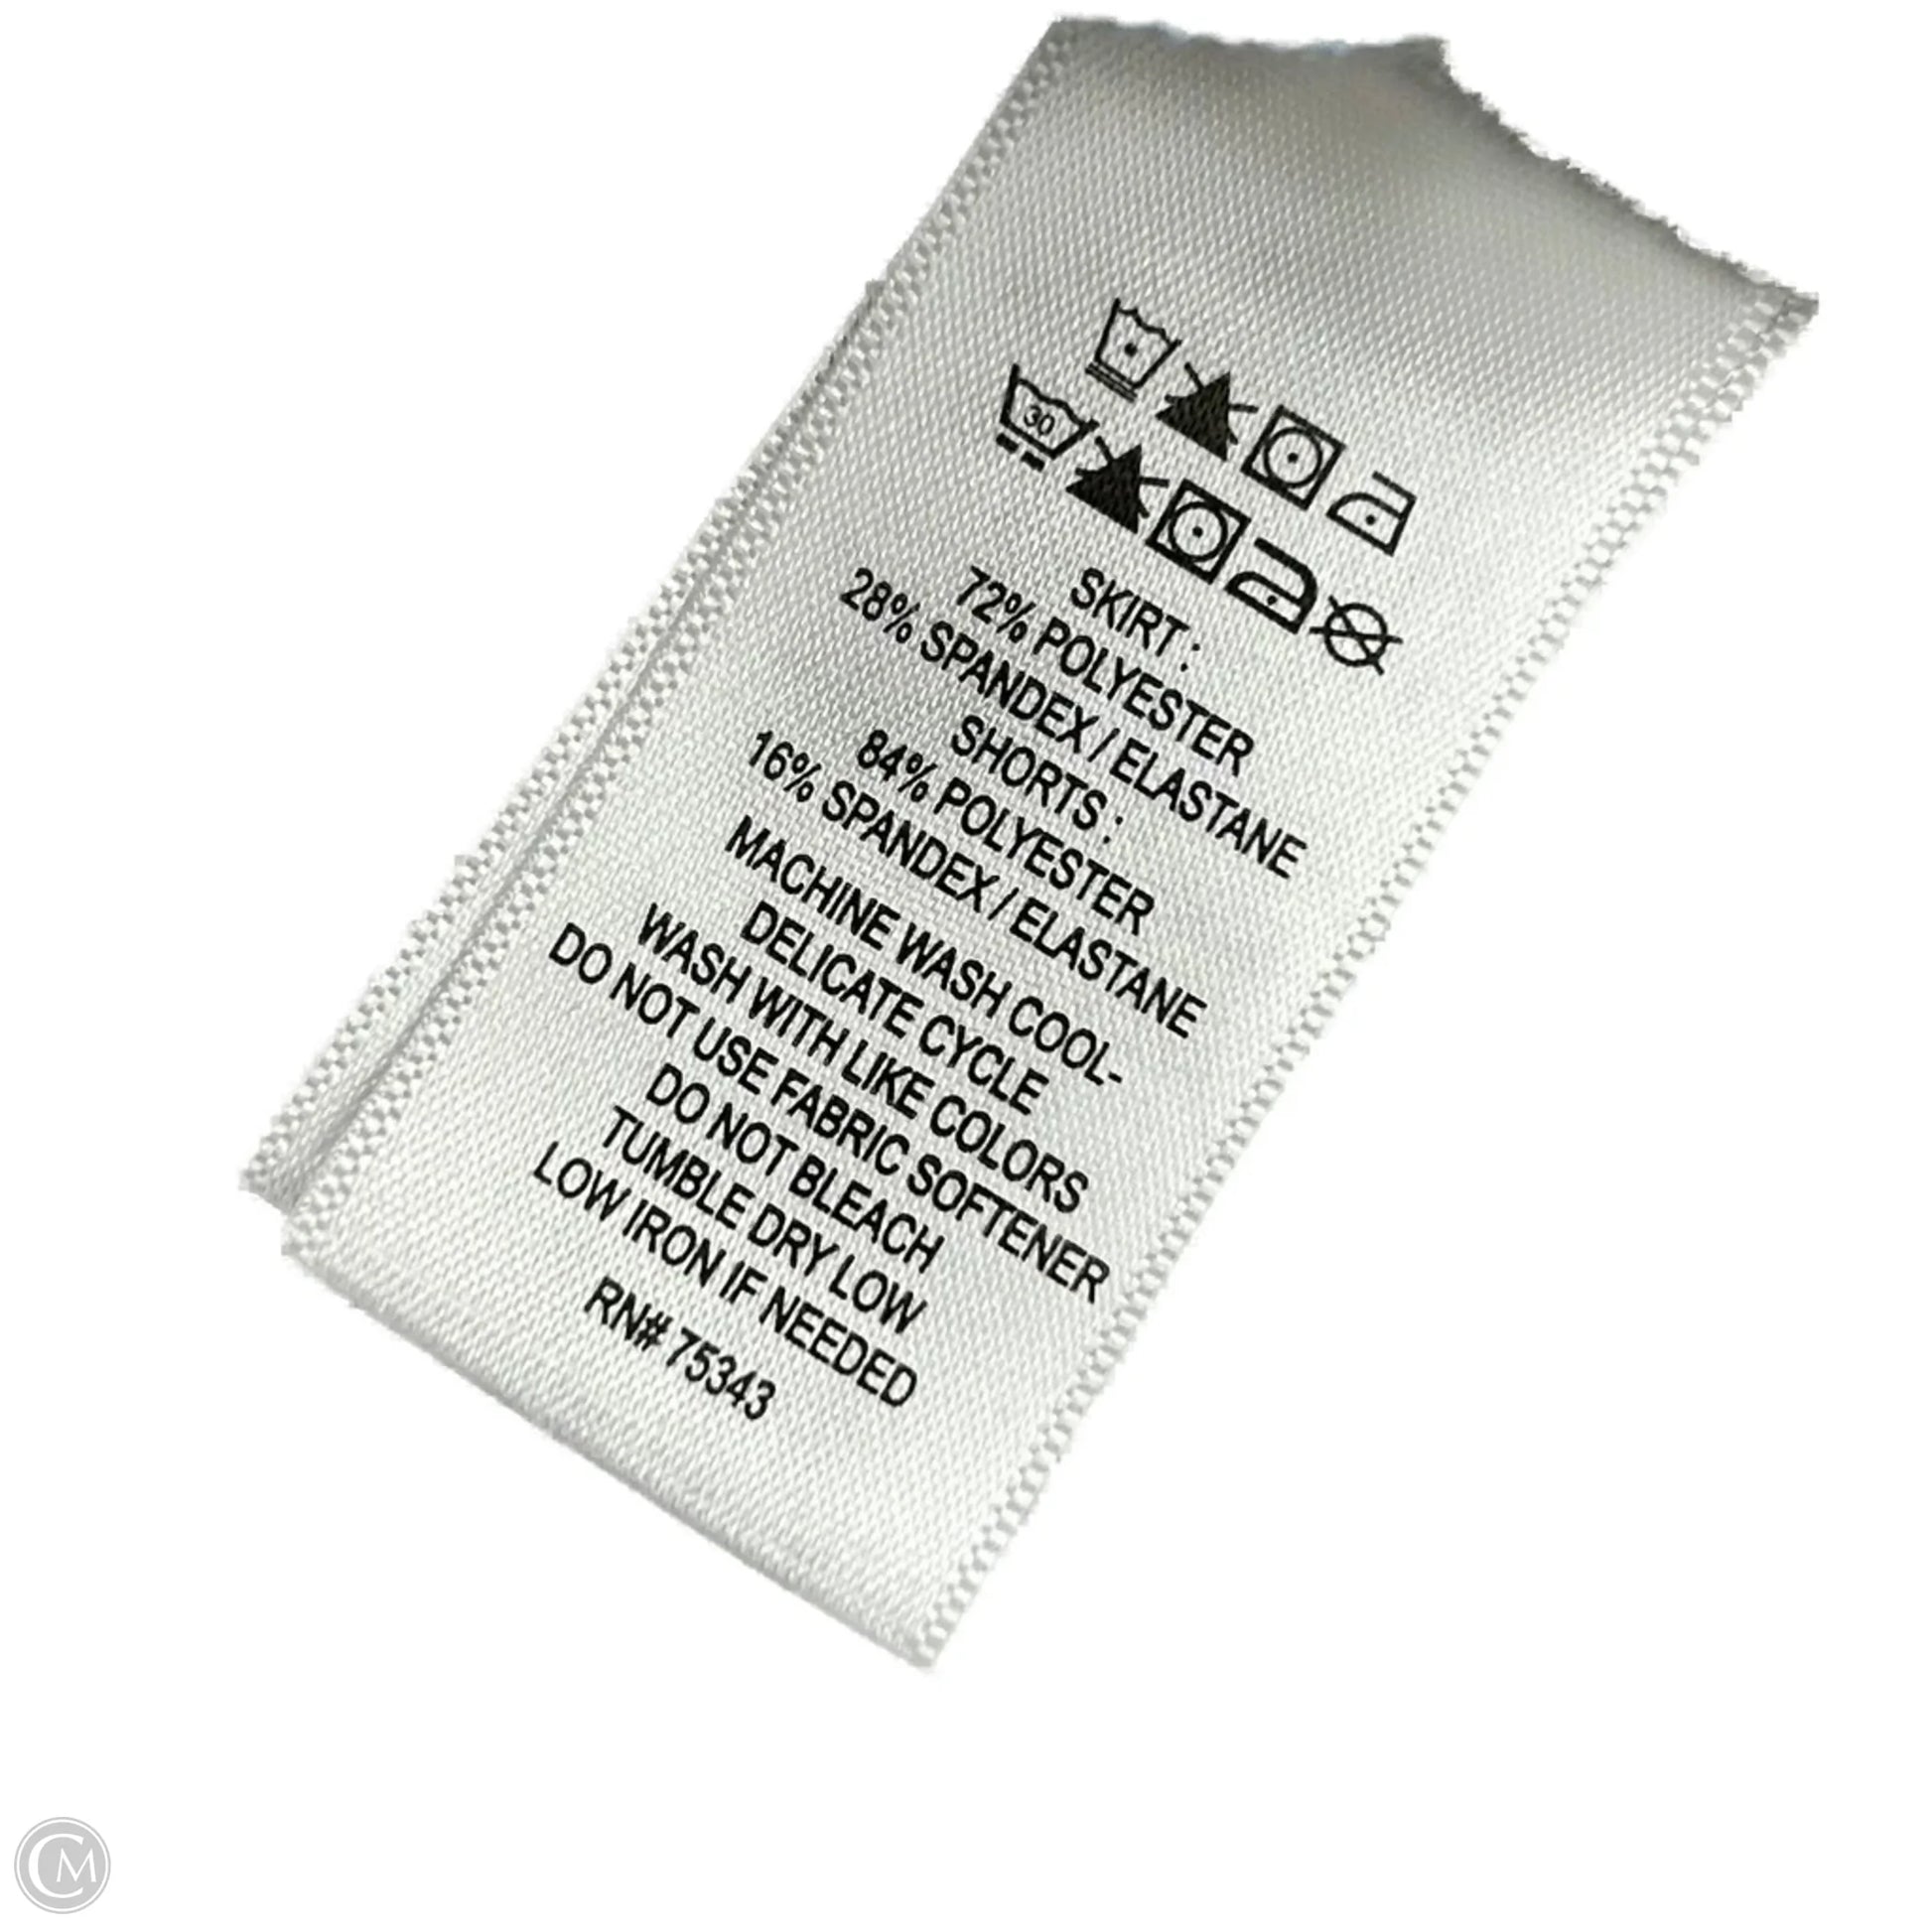 30
SKIRT :
72% POLYESTER
28% SPANDEX / ELASTANE
SHORTS :
84% POLYESTER
16% SPANDEX / ELASTANE
MACHINE WASH COOL-
DELICATE CYCLE
WASH WITH LIKE COLORS
DO NOT USE FABRIC SOFTENER
DO NOT BLEACH
TUMBLE DRY LOW
LOW IRON IF NEEDED
RN# 75343
CM